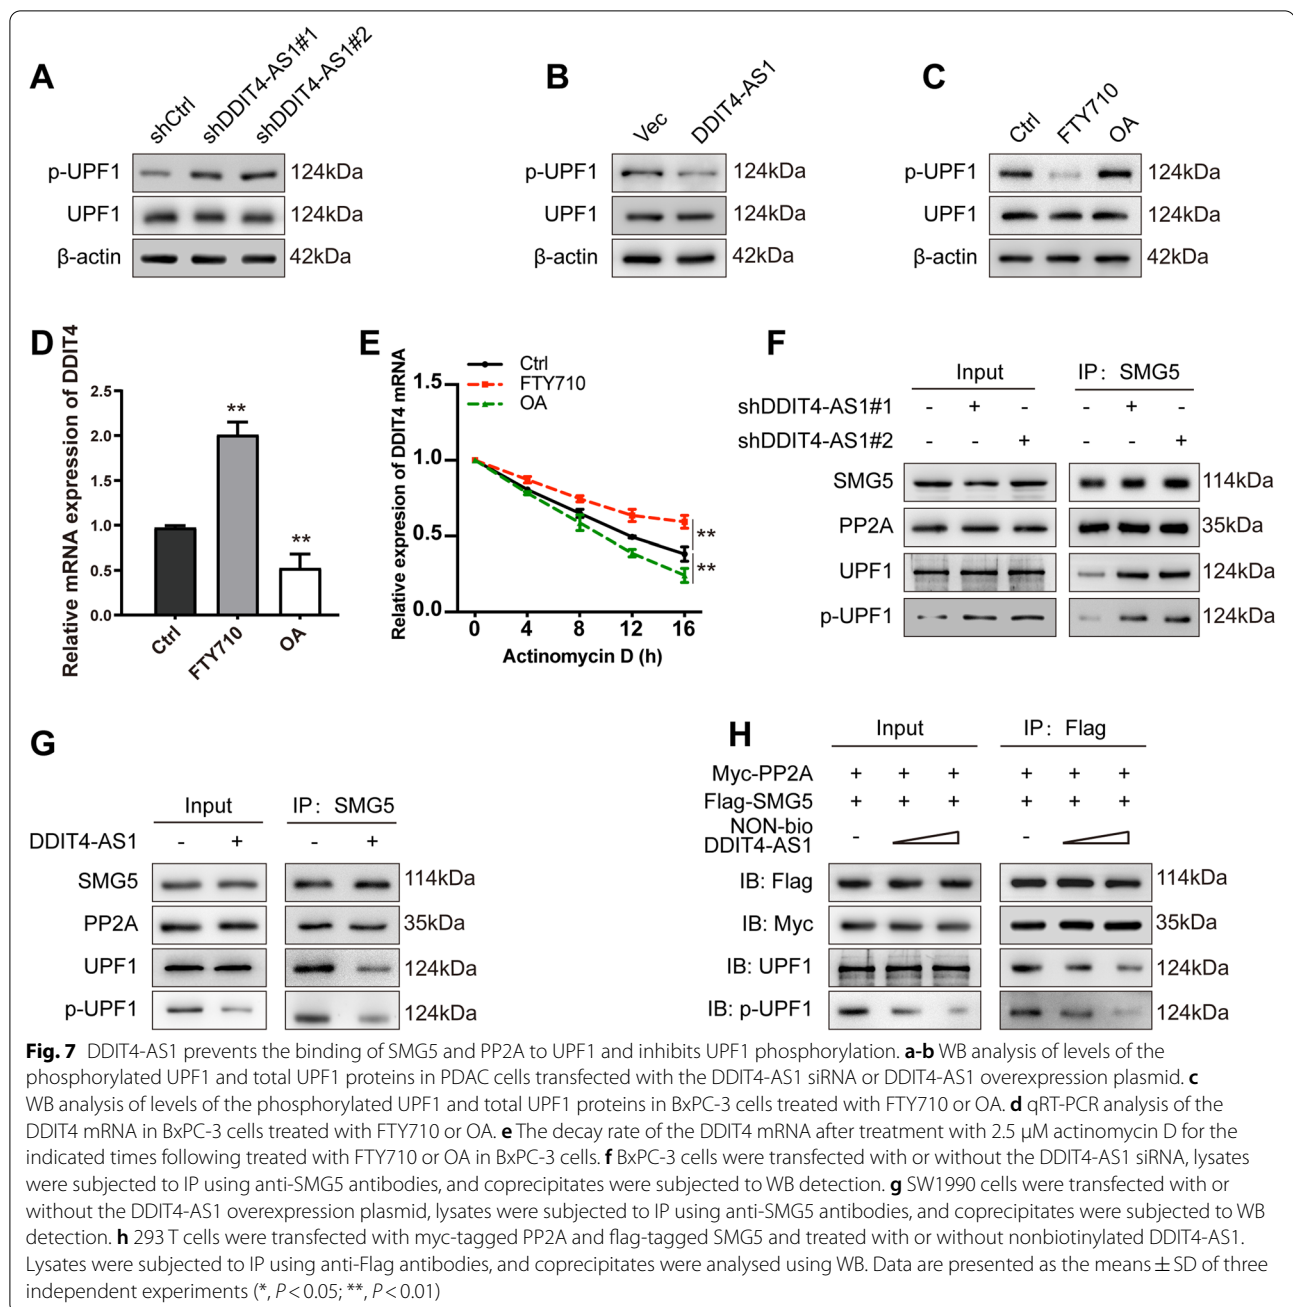 A
shCtrl
shDDIT4-AS1#1
shDDIT4-AS1#2
p-UPF1
124kDa
UPF1
124kDa
β-actin
42kDa
B
Vec
DDIT4-AS1
p-UPF1
124kDa
UPF1
124kDa
β-actin
42kDa
C
Ctrl
FTY710
OA
p-UPF1
124kDa
UPF1
124kDa
β-actin
42kDa
D
Relative mRNA expression of DDIT4
2.5
2.0
1.5
1.0
0.5
0.0
**
**
Ctrl
FTY710
OA
E
Relative expression of DDIT4 mRNA
Ctrl
FTY710
OA
1.5
1.0
0.5
0.0
**
**
0 4 8 12 16
Actinomycin D (h)
F
Input IP: SMG5
shDDIT4-AS1#1 - + - - + -
shDDIT4-AS1#2 - - + - - +
SMG5 114kDa
PP2A 35kDa
UPF1 124kDa
p-UPF1 124kDa
G
Input IP: SMG5
DDIT4-AS1 - + - +
SMG5 114kDa
PP2A 35kDa
UPF1 124kDa
p-UPF1 124kDa
H
Input IP: Flag
Myc-PP2A + + + + + +
Flag-SMG5 + + + + + +
NON-bio
DDIT4-AS1 - -
IB: Flag 114kDa
IB: Myc 35kDa
IB: UPF1 124kDa
IB: p-UPF1 124kDa
Fig. 7 DDIT4-AS1 prevents the binding of SMG5 and PP2A to UPF1 and inhibits UPF1 phosphorylation. a-b WB analysis of levels of the
phosphorylated UPF1 and total UPF1 proteins in PDAC cells transfected with the DDIT4-AS1 siRNA or DDIT4-AS1 overexpression plasmid. c
WB analysis of levels of the phosphorylated UPF1 and total UPF1 proteins in BxPC-3 cells treated with FTY710 or OA. d qRT-PCR analysis of the
DDIT4 mRNA in BxPC-3 cells treated with FTY710 or OA. e The decay rate of the DDIT4 mRNA after treatment with 2.5 μM actinomycin D for the
indicated times following treated with FTY710 or OA in BxPC-3 cells. f BxPC-3 cells were transfected with or without the DDIT4-AS1 siRNA, lysates
were subjected to IP using anti-SMG5 antibodies, and coprecipitates were subjected to WB detection. g SW1990 cells were transfected with or
without the DDIT4-AS1 overexpression plasmid, lysates were subjected to IP using anti-SMG5 antibodies, and coprecipitates were subjected to WB
detection. h 293 T cells were transfected with myc-tagged PP2A and flag-tagged SMG5 and treated with or without nonbiotinylated DDIT4-AS1.
Lysates were subjected to IP using anti-Flag antibodies, and coprecipitates were analysed using WB. Data are presented as the means ± SD of three
independent experiments (*, P < 0.05; **, P < 0.01)